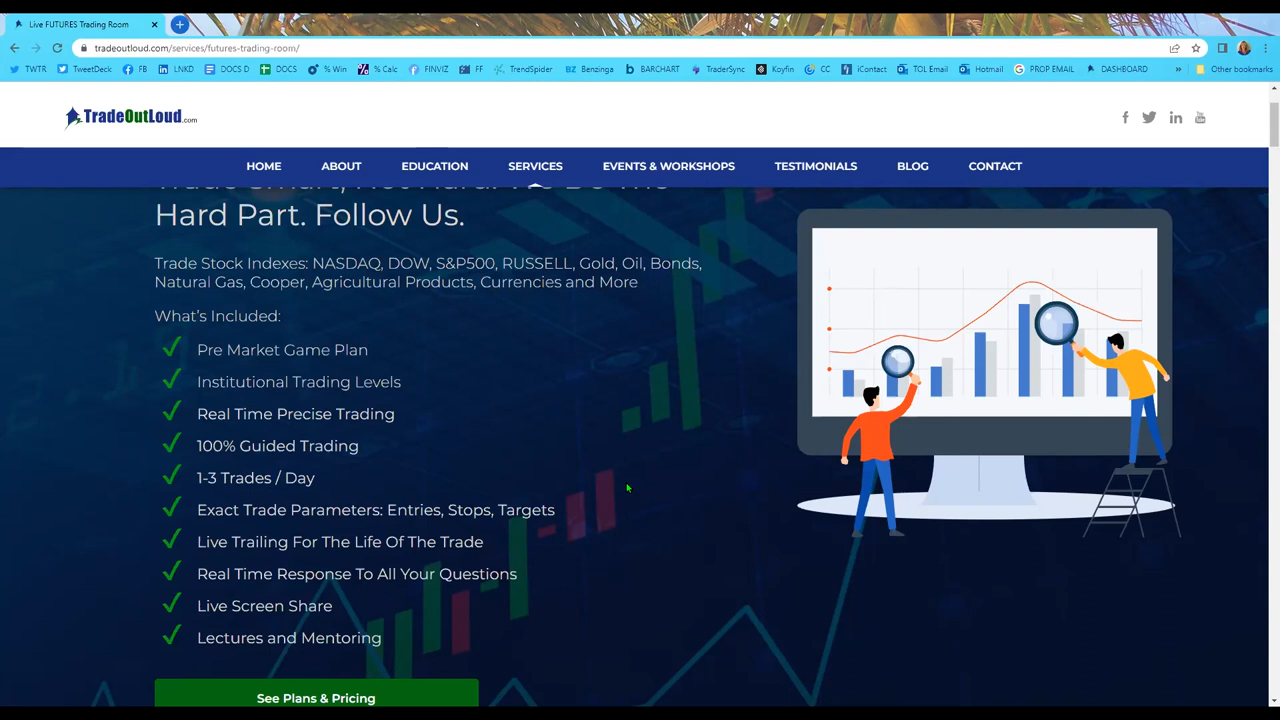 Live FUTURES Trading Room
tradeoutloud.com/services/futures-trading-room/
TWTR TweetDeck FB LNKD DOCS D DOCS % Win % Calc FINVIZ FF TrendSpider Benzinga BARCHART TraderSync Koyfin CC iContact TOL Email Hotmail PROP EMAIL DASHBOARD » Other bookmarks
TradeOutLoud.com
HOME ABOUT EDUCATION SERVICES EVENTS & WORKSHOPS TESTIMONIALS BLOG CONTACT
Hard Part. Follow Us.
Trade Stock Indexes: NASDAQ, DOW, S&P500, RUSSELL, Gold, Oil, Bonds,
Natural Gas, Cooper, Agricultural Products, Currencies and More
What's Included:
Pre Market Game Plan
Institutional Trading Levels
Real Time Precise Trading
100% Guided Trading
1-3 Trades / Day
Exact Trade Parameters: Entries, Stops, Targets
Live Trailing For The Life Of The Trade
Real Time Response To All Your Questions
Live Screen Share
Lectures and Mentoring
See Plans & Pricing